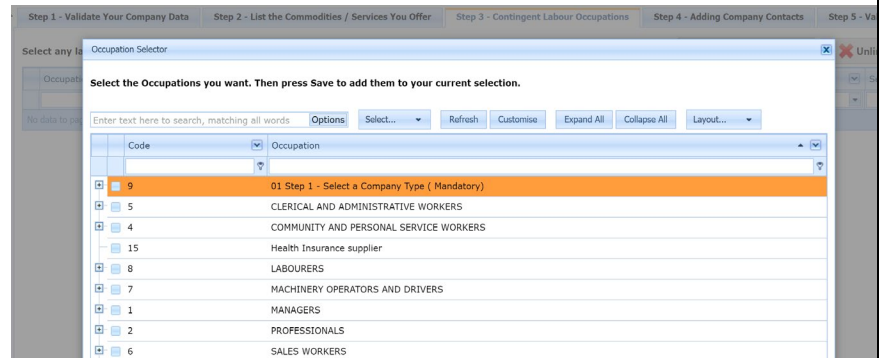 Step 1 - Validate Your Company Data Step 2 - List the Commodities / Services You Offer Step 3 - Contingent Labour Occupations Step 4 - Adding Company Contacts Step 5 - Va
Select any la
Unli
Occupati
No data to pag
Occupation Selector
Select the Occupations you want. Then press Save to add them to your current selection.
Enter text here to search, matching all words Options Select... Refresh Customise Expand All Collapse All Layout...
Code Occupation
9 01 Step 1 - Select a Company Type ( Mandatory)
5 CLERICAL AND ADMINISTRATIVE WORKERS
4 COMMUNITY AND PERSONAL SERVICE WORKERS
15 Health Insurance supplier
8 LABOURERS
7 MACHINERY OPERATORS AND DRIVERS
1 MANAGERS
2 PROFESSIONALS
6 SALES WORKERS